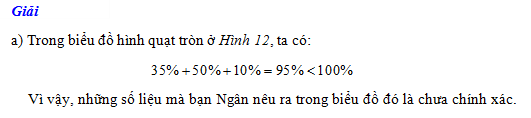 Giải
a) Trong biểu đồ hình quạt tròn ở Hình 12, ta có:
35% + 50% + 10% = 95% < 100%
Vì vậy, những số liệu mà bạn Ngân nêu ra trong biểu đồ đó là chưa chính xác.